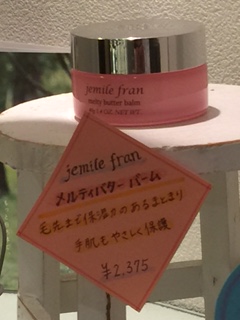 jemile fran
melty butter balm
jemile fran
メルティバター バーム
毛先まで保湿力のあるまとまり
手肌もやさしく保護
¥2,375